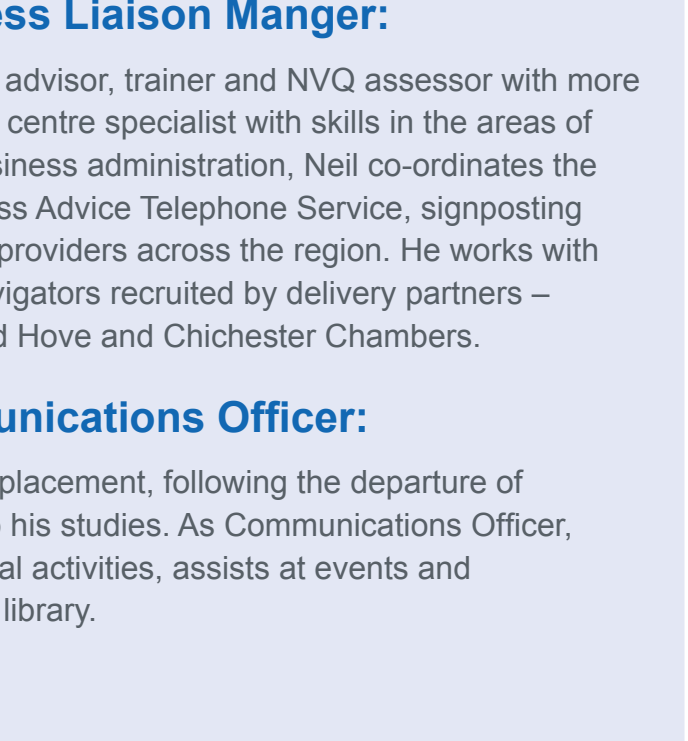 ess Liaison Manger:
advisor, trainer and NVQ assessor with more
centre specialist with skills in the areas of
siness administration, Neil co-ordinates the
ss Advice Telephone Service, signposting
providers across the region. He works with
vigators recruited by delivery partners –
d Hove and Chichester Chambers.
unications Officer:
placement, following the departure of
his studies. As Communications Officer,
al activities, assists at events and
library.